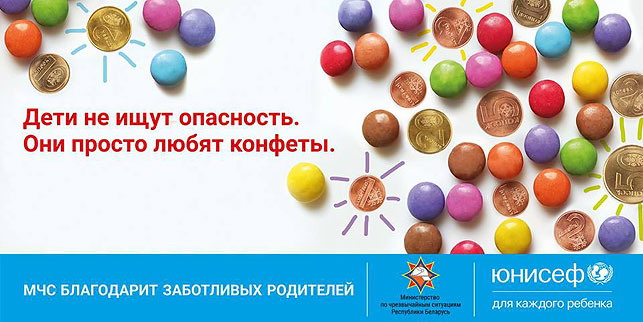 Дети не ищут опасность.
Они просто любят конфеты.
МЧС БЛАГОДАРИТ ЗАБОТЛИВЫХ РОДИТЕЛЕЙ
Министерство
по чрезвычайным ситуациям
Республики Беларусь
ЮНИСЕФ
для каждого ребенка